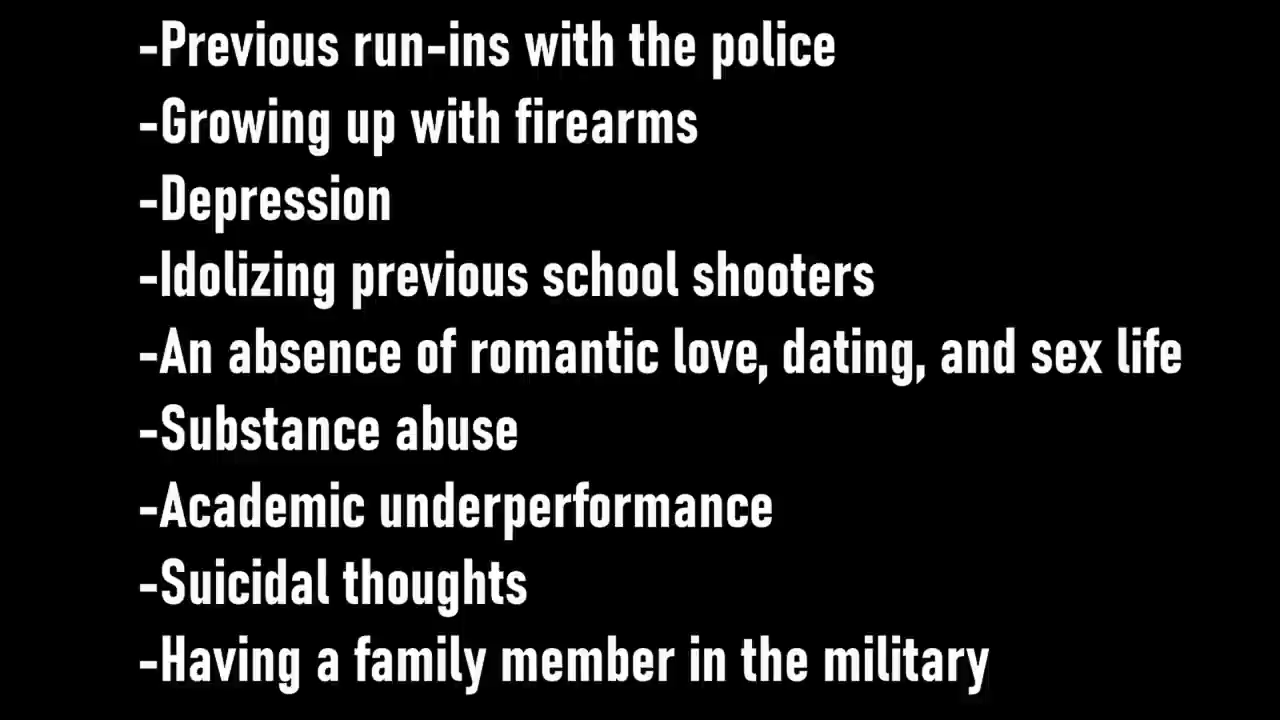 -Previous run-ins with the police
-Growing up with firearms
-Depression
-Idolizing previous school shooters
-An absence of romantic love, dating, and sex life
-Substance abuse
-Academic underperformance
-Suicidal thoughts
-Having a family member in the military